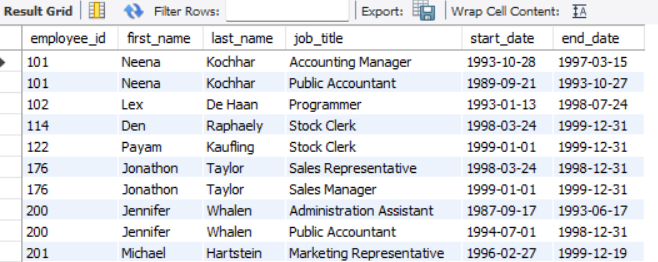 Result Grid Filter Rows: Export: Wrap Cell Content: IA
employee_id first_name last_name job_title start_date end_date
101 Neena Kochhar Accounting Manager 1993-10-28 1997-03-15
101 Neena Kochhar Public Accountant 1989-09-21 1993-10-27
102 Lex De Haan Programmer 1993-01-13 1998-07-24
114 Den Raphaely Stock Clerk 1998-03-24 1999-12-31
122 Payam Kaufling Stock Clerk 1999-01-01 1999-12-31
176 Jonathon Taylor Sales Representative 1998-03-24 1998-12-31
176 Jonathon Taylor Sales Manager 1999-01-01 1999-12-31
200 Jennifer Whalen Administration Assistant 1987-09-17 1993-06-17
200 Jennifer Whalen Public Accountant 1994-07-01 1998-12-31
201 Michael Hartstein Marketing Representative 1996-02-27 1999-12-19